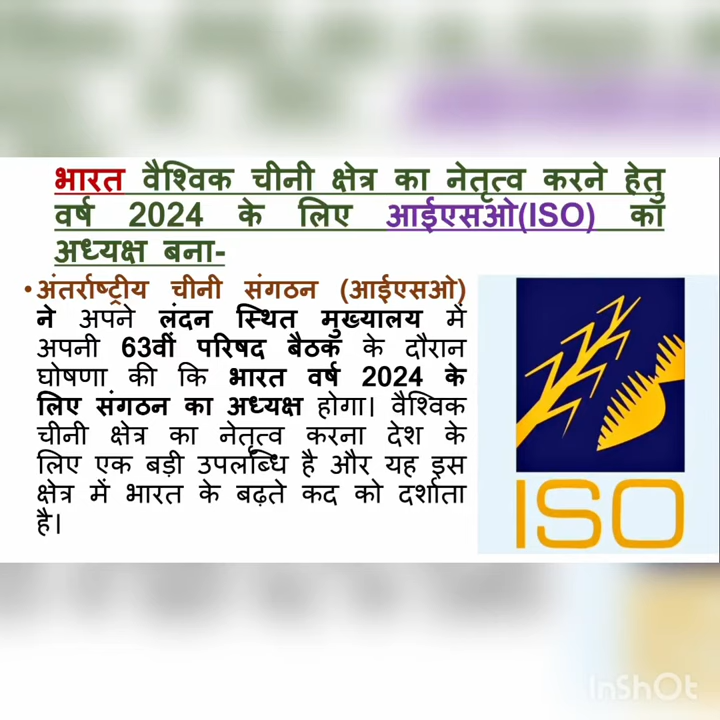 भारत वैश्विक चीनी क्षेत्र का नेतृत्व करने हेतु
वर्ष 2024 के लिए आईएसओ(ISO) का
अध्यक्ष बना-
•अंतर्राष्ट्रीय चीनी संगठन (आईएसओ)
ने अपने लंदन स्थित मुख्यालय में
अपनी 63वीं परिषद बैठक के दौरान
घोषणा की कि भारत वर्ष 2024 के
लिए संगठन का अध्यक्ष होगा। वैश्विक
चीनी क्षेत्र का नेतृत्व करना देश के
लिए एक बड़ी उपलब्धि है और यह इस
क्षेत्र में भारत के बढ़ते कद को दर्शाता
है।
ISO
InShOt